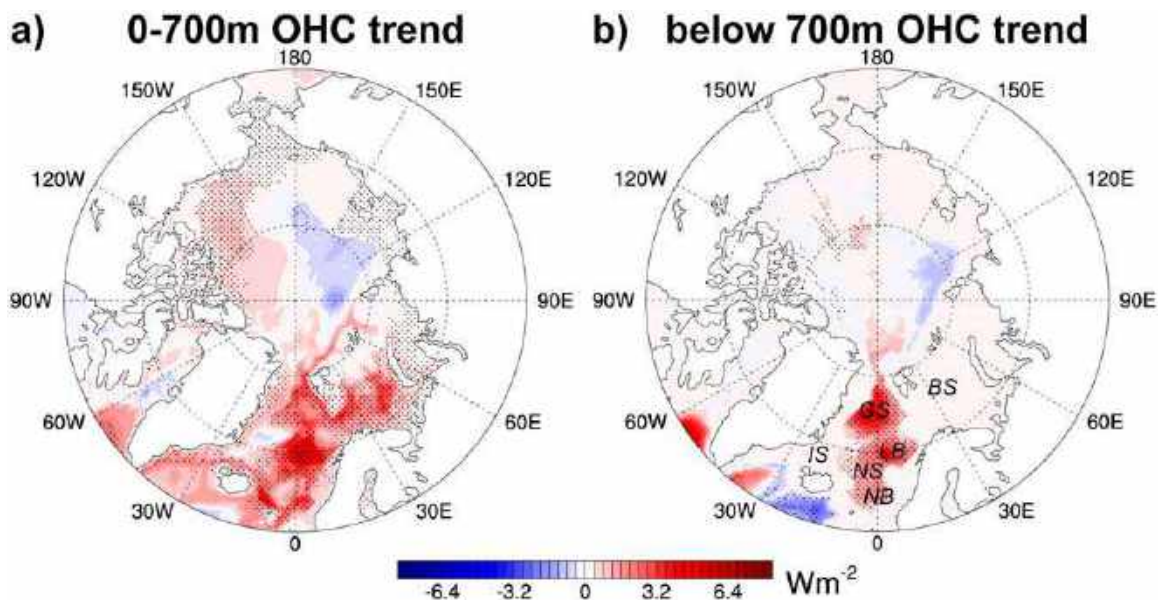 a) 0-700m OHC trend
b) below 700m OHC trend
180 180
150W 150E 150W 150E
120W 120E 120W 120E
90W 90E 90W 90E
BS
GS
60W 60E 60W 60E
IS LB
NS
NB
30W 30E 30W 30E
0 0
-6.4 -3.2 0 3.2 6.4 Wm-2